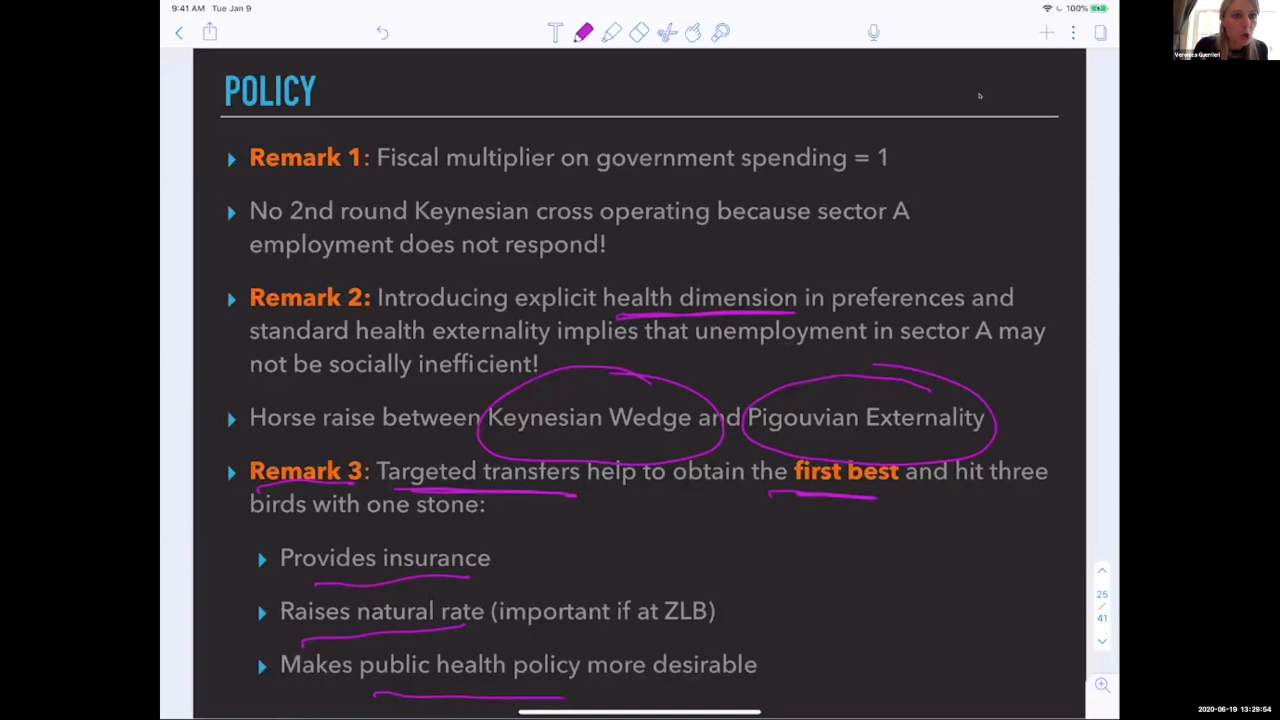 9:41 AM Tue Jan 9
100%
Veronica Guerrieri
POLICY
Remark 1: Fiscal multiplier on government spending = 1
No 2nd round Keynesian cross operating because sector A
employment does not respond!
Remark 2: Introducing explicit health dimension in preferences and
standard health externality implies that unemployment in sector A may
not be socially inefficient!
Horse raise between Keynesian Wedge and Pigouvian Externality
Remark 3: Targeted transfers help to obtain the first best and hit three
birds with one stone:
Provides insurance
Raises natural rate (important if at ZLB)
Makes public health policy more desirable
25
/
41
2020-06-19 13:29:54